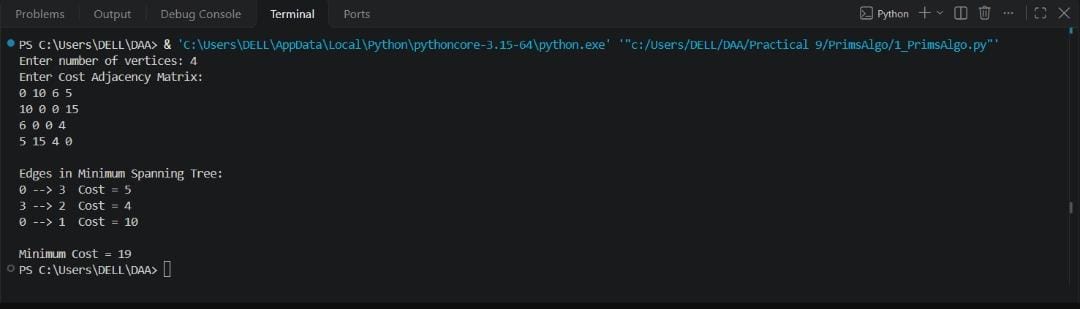 Problems Output Debug Console Terminal Ports Python
PS C:\Users\DELL\DAA> & 'C:\Users\DELL\AppData\Local\Python\pythoncore-3.15-64\python.exe' '"c:/Users/DELL/DAA/Practical 9/PrimsAlgo/1_PrimsAlgo.py"'
Enter number of vertices: 4
Enter Cost Adjacency Matrix:
0 10 6 5
10 0 0 15
6 0 0 4
5 15 4 0
Edges in Minimum Spanning Tree:
0 --> 3  Cost = 5
3 --> 2  Cost = 4
0 --> 1  Cost = 10
Minimum Cost = 19
PS C:\Users\DELL\DAA>